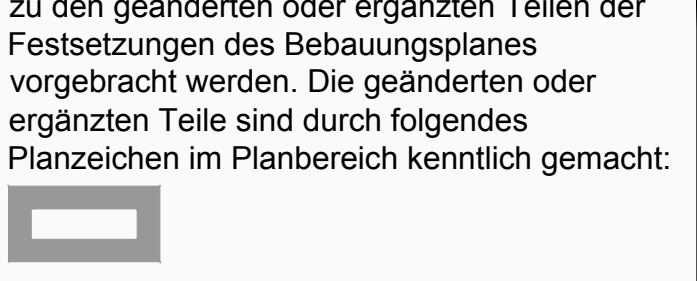 zu den geänderten oder ergänzten Teilen der
Festsetzungen des Bebauungsplanes
vorgebracht werden. Die geänderten oder
ergänzten Teile sind durch folgendes
Planzeichen im Planbereich kenntlich gemacht: